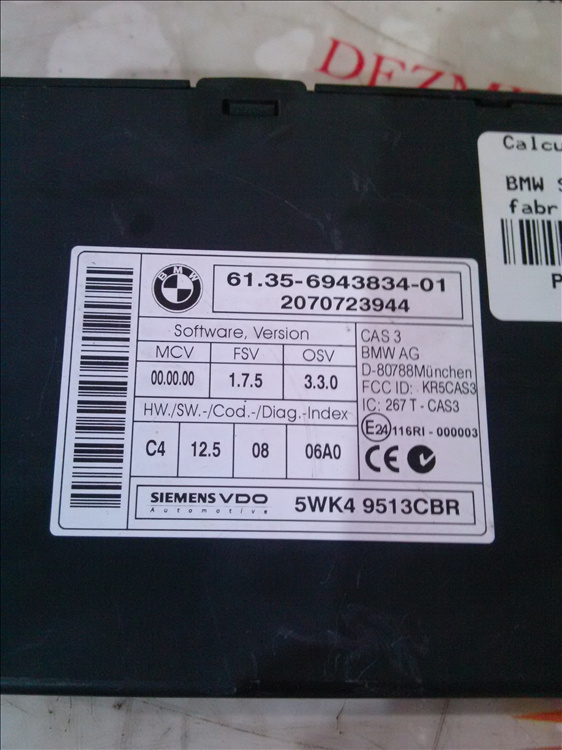 DEZME
Calcu
BMW S
fabr
P
BMW
61.35-6943834-01
2070723944
Software, Version
MCV FSV OSV
00.00.00 1.7.5 3.3.0
HW./SW.-/Cod.-/Diag.-Index
C4 12.5 08 06A0
CAS 3
BMW AG
D-80788München
FCC ID: KR5CAS3
IC: 267 T - CAS3
E24 116RI - 000003
CE
SIEMENS VDO
Automotive
5WK4 9513CBR